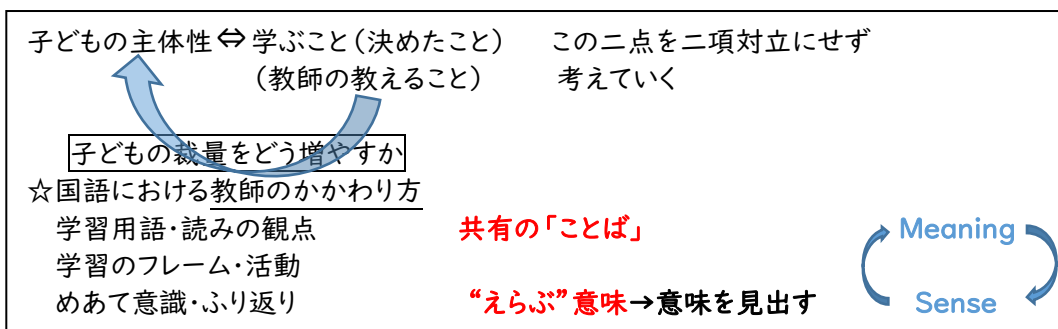 子どもの主体性⇔学ぶこと(決めたこと)　この二点を二項対立にせず
(教師の教えること)　考えていく
子どもの裁量をどう増やすか
☆国語における教師のかかわり方
学習用語・読みの観点　共有の「ことば」　Meaning
学習のフレーム・活動
めあて意識・ふり返り　“えらぶ”意味→意味を見出す　Sense